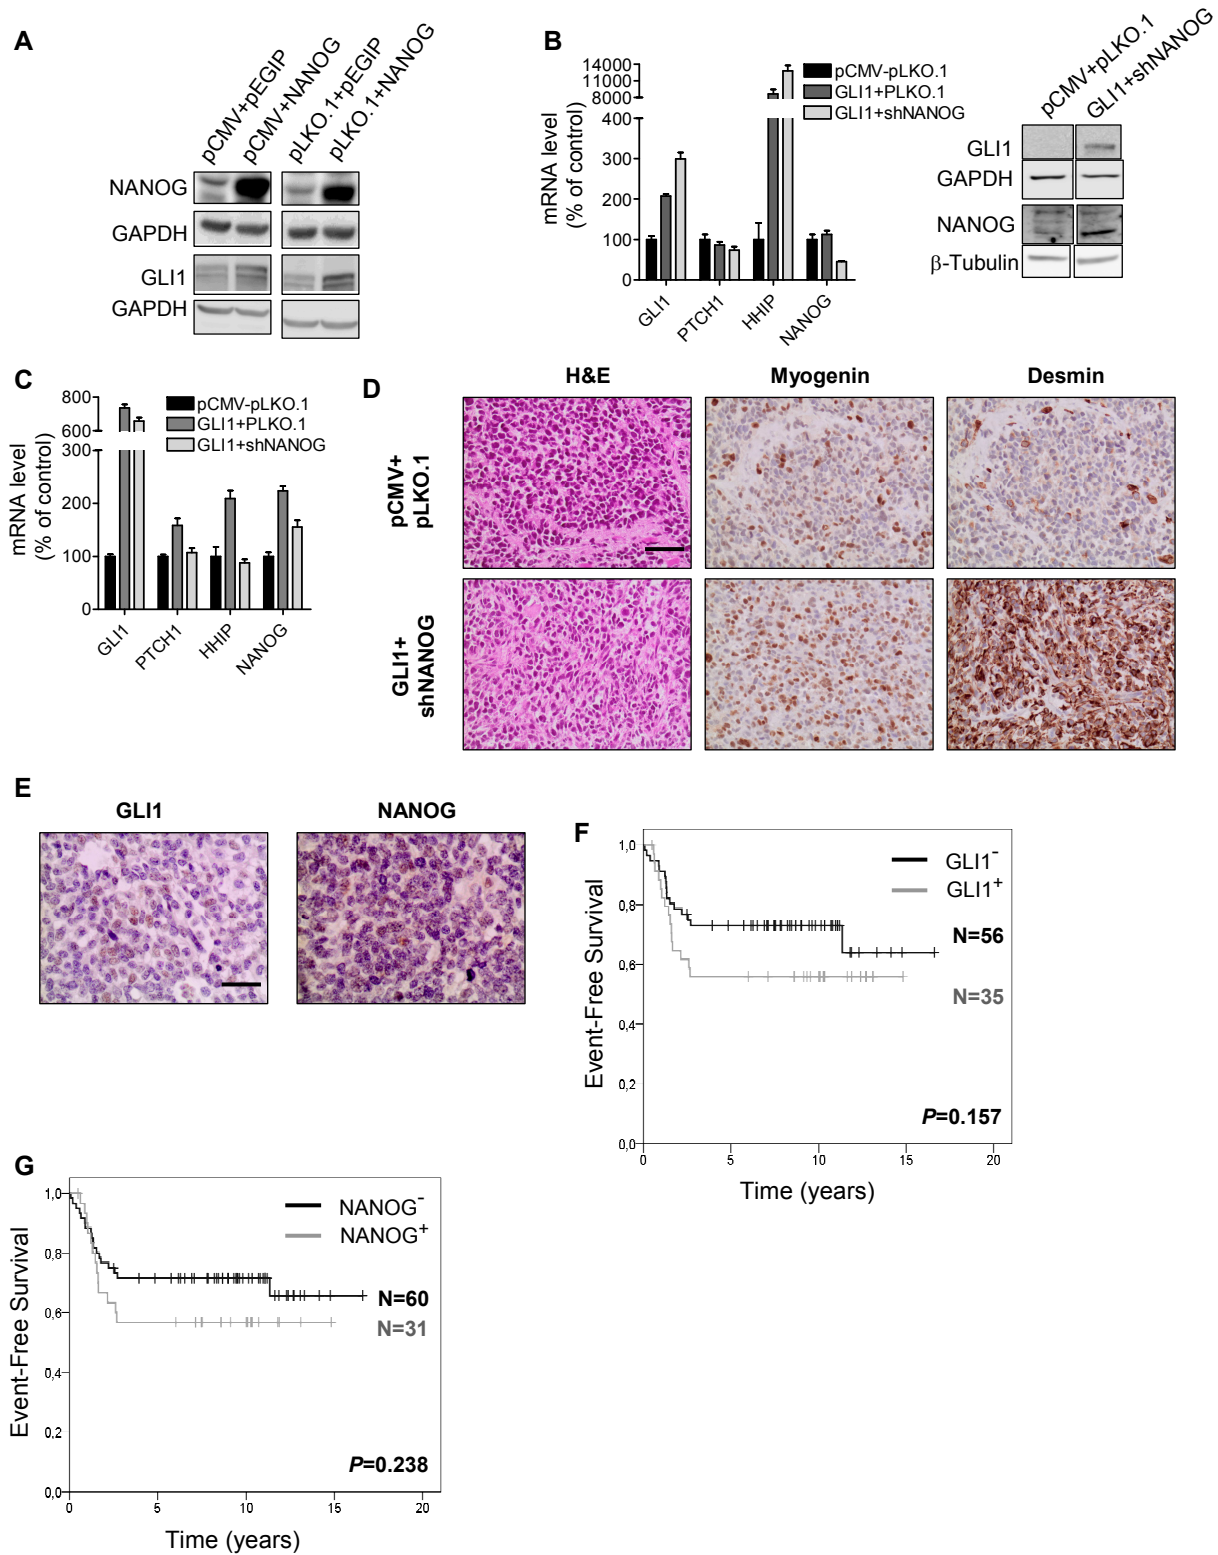 A
pCMV+pEGIP
pCMV+NANOG
pLKO.1+pEGIP
pLKO.1+NANOG
NANOG
GAPDH
GLI1
GAPDH
B
14000
11000
8000
400
300
200
100
0
mRNA level
(% of control)
pCMV-pLKO.1
GLI1+PLKO.1
GLI1+shNANOG
GLI1
PTCH1
HHIP
NANOG
pCMV+pLKO.1
GLI1+shNANOG
GLI1
GAPDH
NANOG
β-Tubulin
C
800
600
300
200
100
0
mRNA level
(% of control)
pCMV-pLKO.1
GLI1+PLKO.1
GLI1+shNANOG
GLI1
PTCH1
HHIP
NANOG
D
H&E
Myogenin
Desmin
pCMV+
pLKO.1
GLI1+
shNANOG
E
GLI1
NANOG
F
1,0
0,8
0,6
0,4
0,2
0,0
Event-Free Survival
GLI1-
GLI1+
N=56
N=35
P=0.157
0 5 10 15 20
Time (years)
G
1,0
0,8
0,6
0,4
0,2
0,0
Event-Free Survival
NANOG-
NANOG+
N=60
N=31
P=0.238
0 5 10 15 20
Time (years)